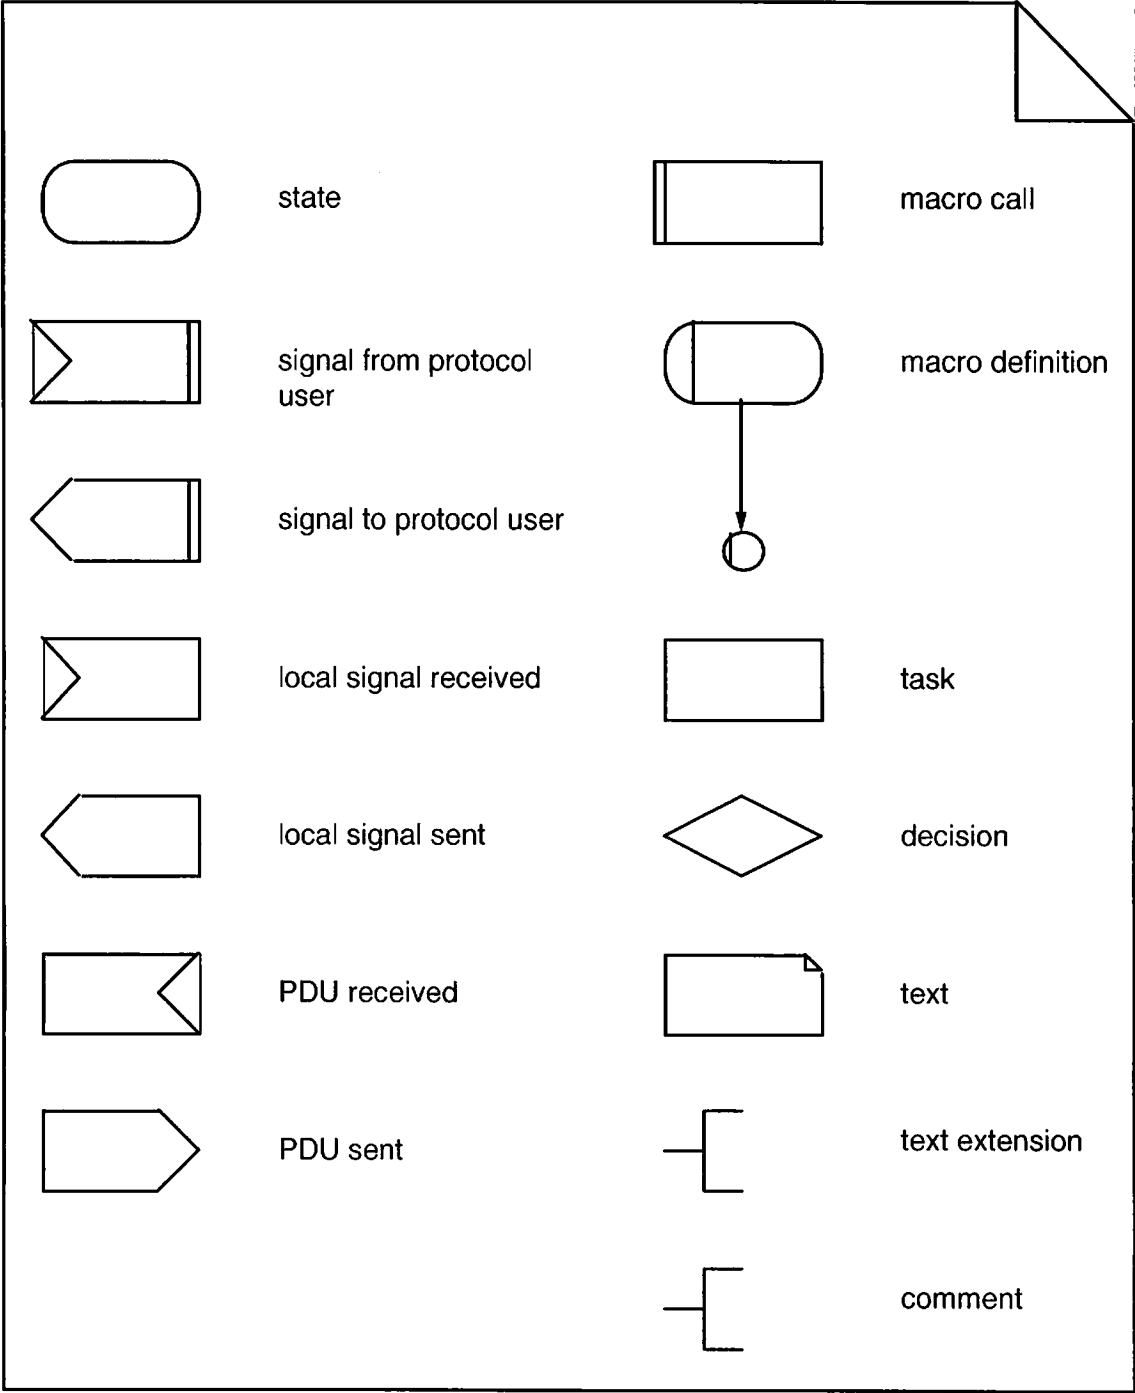 state
signal from protocol
user
signal to protocol user
local signal received
local signal sent
PDU received
PDU sent
macro call
macro definition
task
decision
text
text extension
comment